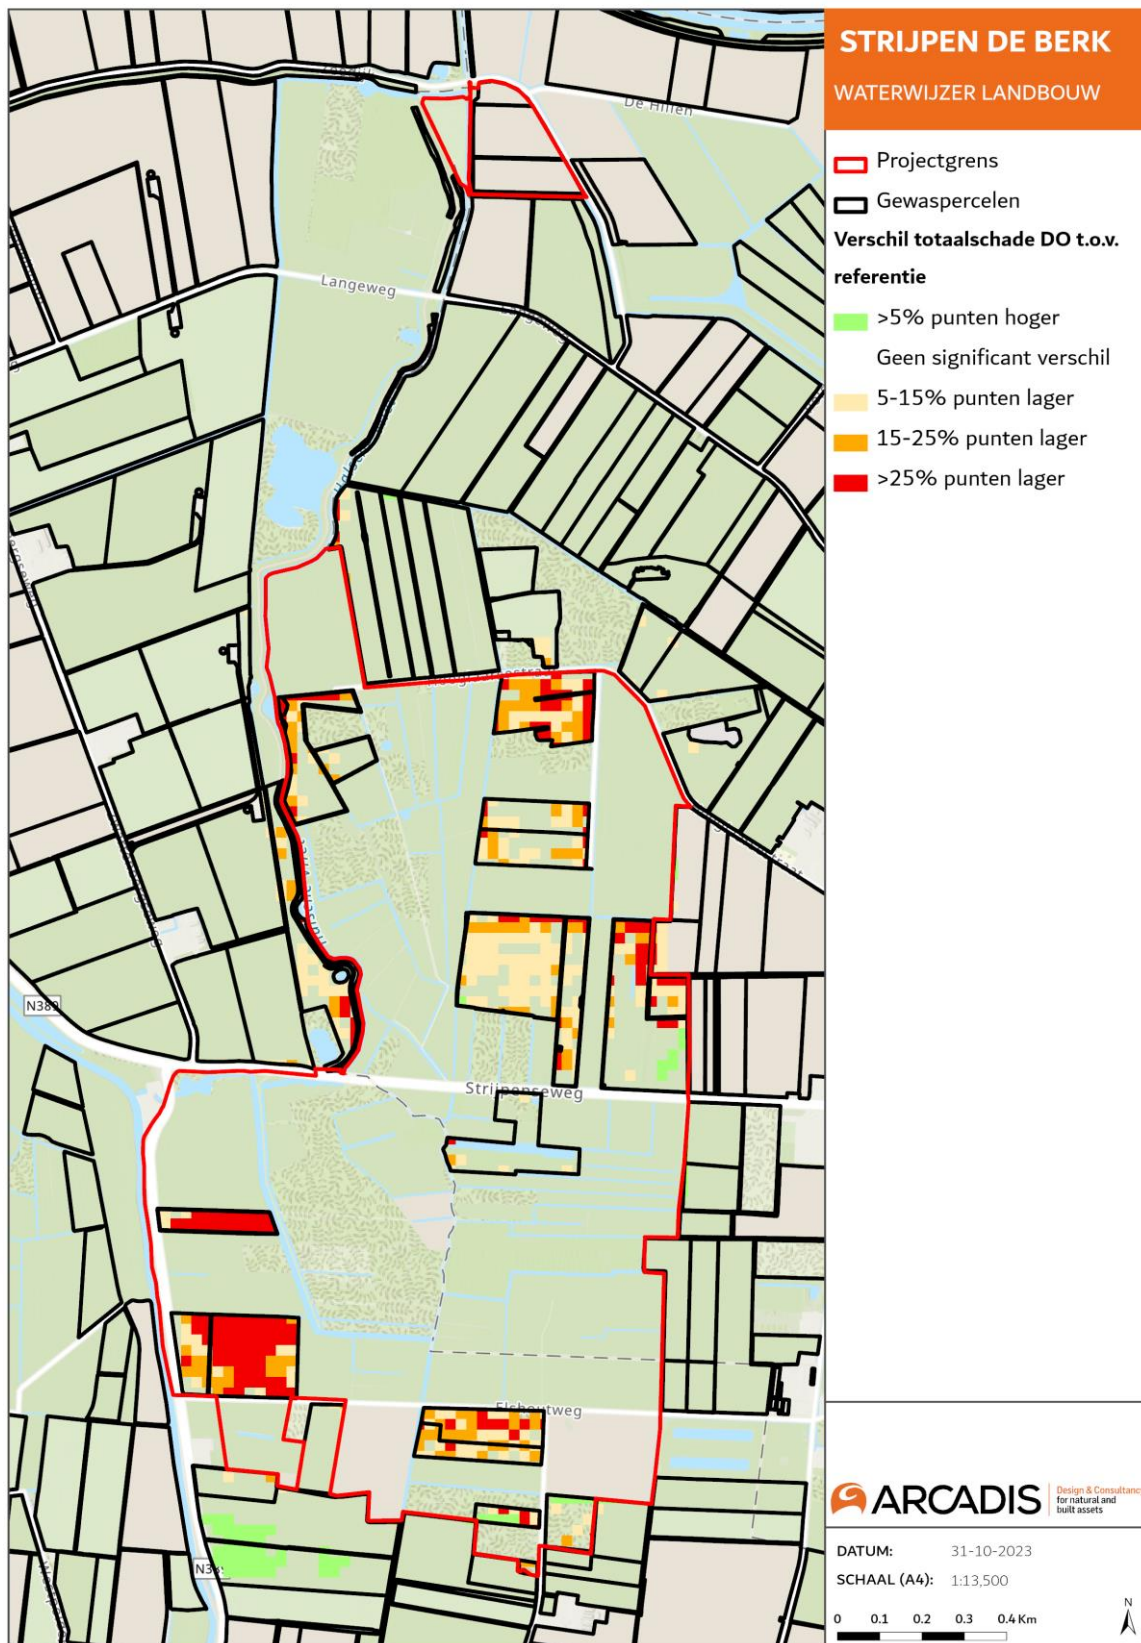 STRIJPEN DE BERK
WATERWIJZER LANDBOUW
Projectgrens
Gewaspercelen
Verschil totaalschade DO t.o.v.
referentie
>5% punten hoger
Geen significant verschil
5-15% punten lager
15-25% punten lager
>25% punten lager
De Hillen
Langeweg
N389
Strijpenseweg
Elshoutweg
ARCADIS
Design & Consultancy
for natural and
built assets
DATUM: 31-10-2023
SCHAAL (A4): 1:13,500
0 0.1 0.2 0.3 0.4 Km
N